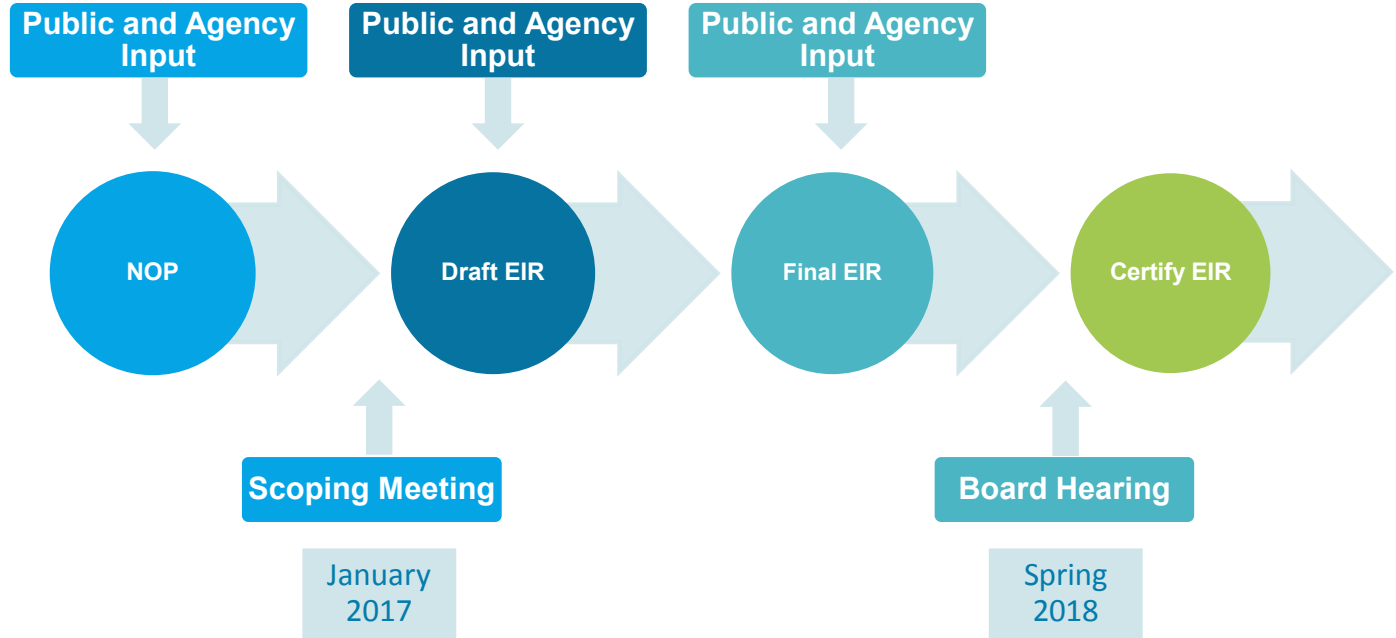 Public and Agency
Input
Public and Agency
Input
Public and Agency
Input
NOP
Draft EIR
Final EIR
Certify EIR
Scoping Meeting
Board Hearing
January
2017
Spring
2018